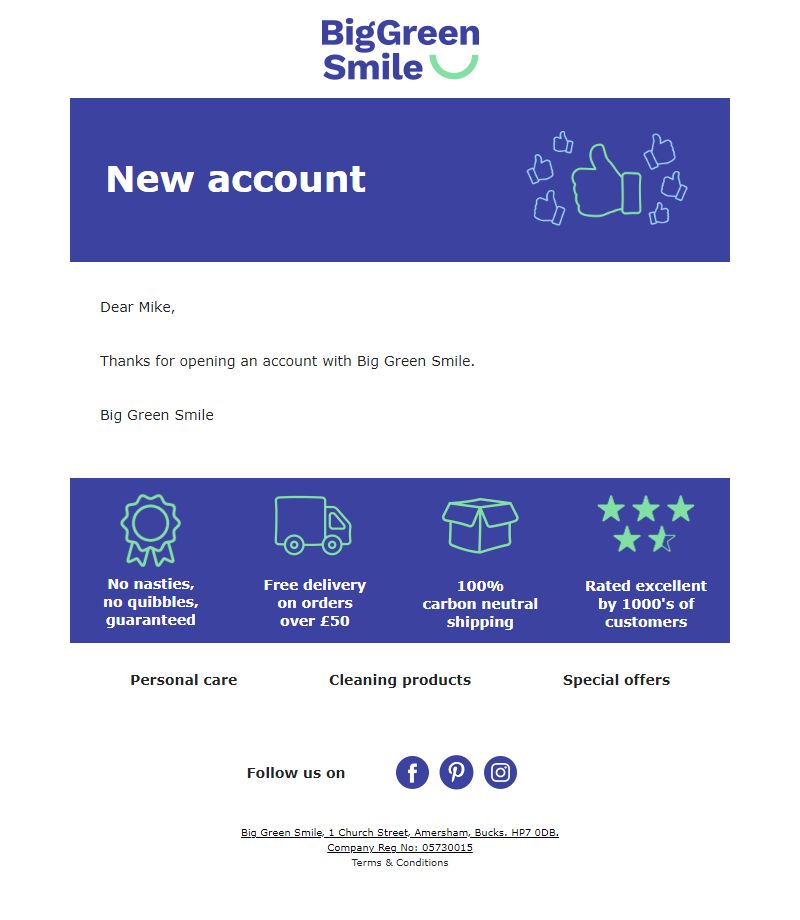 BigGreen
Smile
New account
Dear Mike,
Thanks for opening an account with Big Green Smile.
Big Green Smile
No nasties,
no quibbles,
guaranteed
Free delivery
on orders
over £50
100%
carbon neutral
shipping
Rated excellent
by 1000's of
customers
Personal care
Cleaning products
Special offers
Follow us on
Big Green Smile, 1 Church Street, Amersham, Bucks. HP7 0DB.
Company Reg No: 05730015
Terms & Conditions